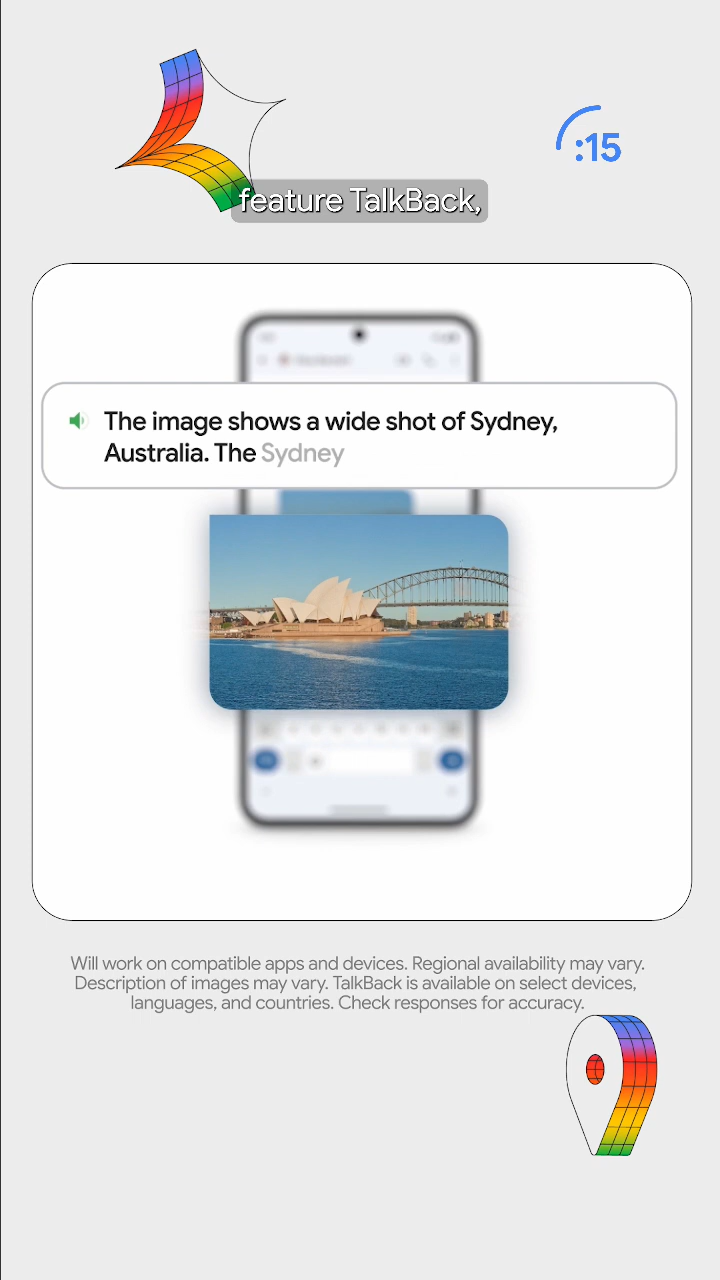 :15
feature TalkBack,
The image shows a wide shot of Sydney,
Australia. The Sydney
Will work on compatible apps and devices. Regional availability may vary.
Description of images may vary. TalkBack is available on select devices,
languages, and countries. Check responses for accuracy.